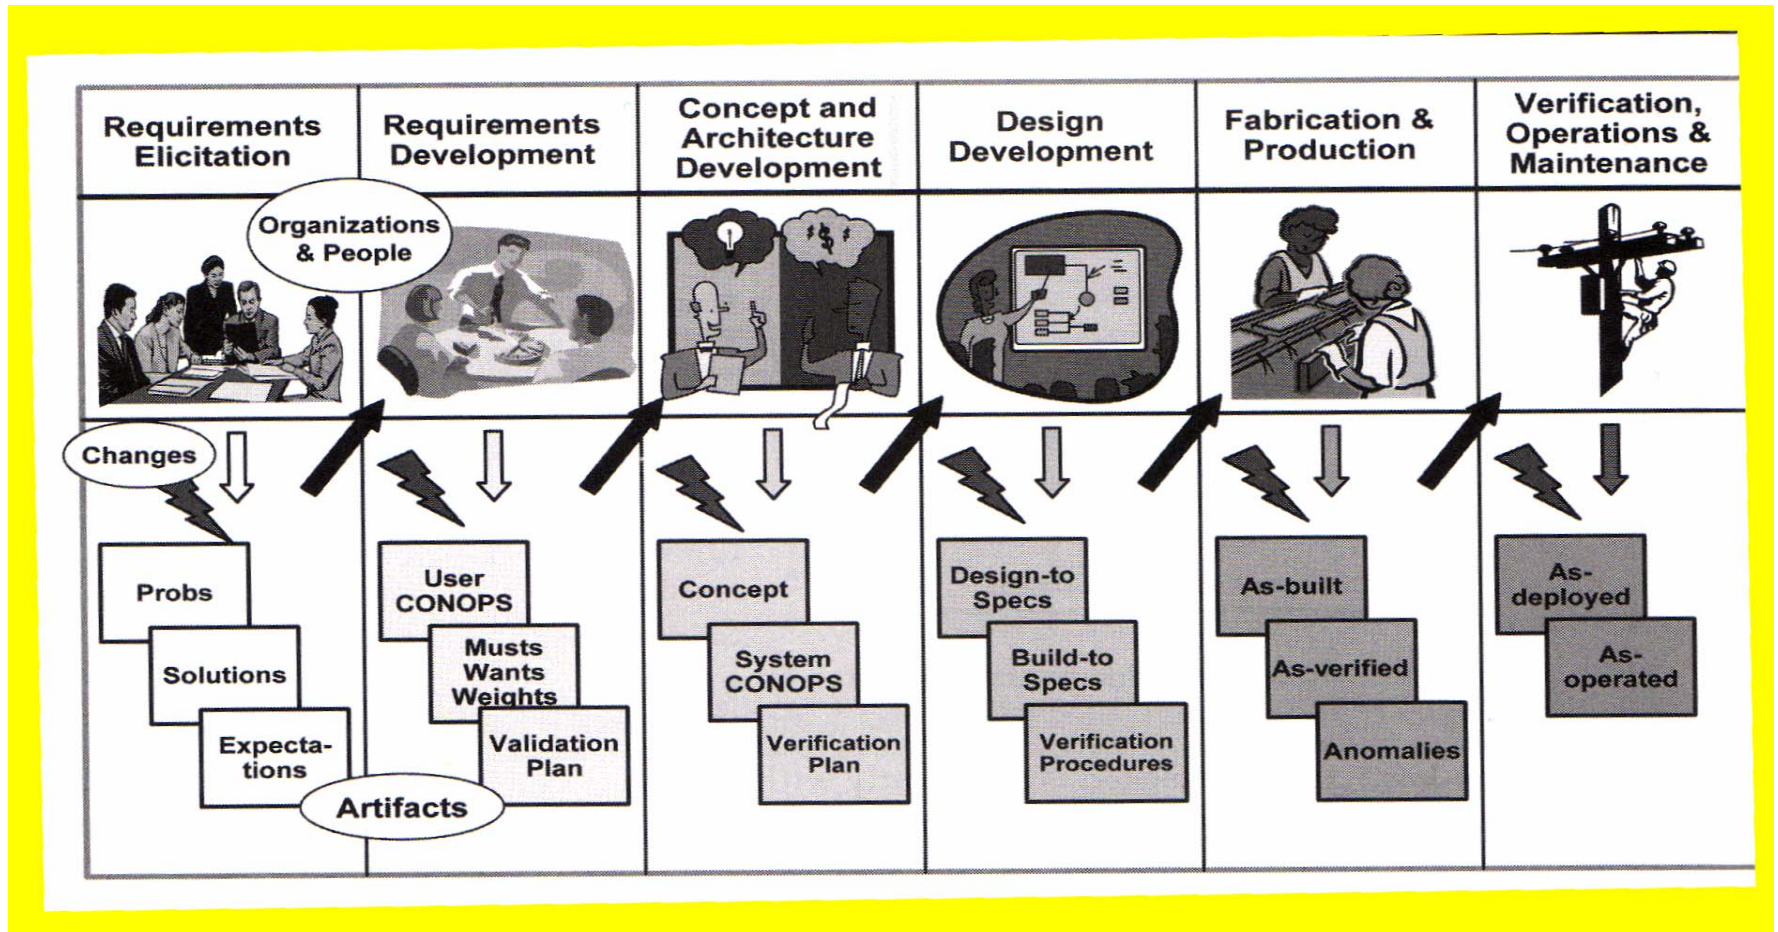 Requirements
Elicitation
Requirements
Development
Concept and
Architecture
Development
Design
Development
Fabrication &
Production
Verification,
Operations &
Maintenance
Organizations
& People
Changes
Probs
Solutions
Expecta-
tions
User
CONOPS
Musts
Wants
Weights
Validation
Plan
Artifacts
Concept
System
CONOPS
Verification
Plan
Design-to
Specs
Build-to
Specs
Verification
Procedures
As-built
As-verified
Anomalies
As-
deployed
As-
operated